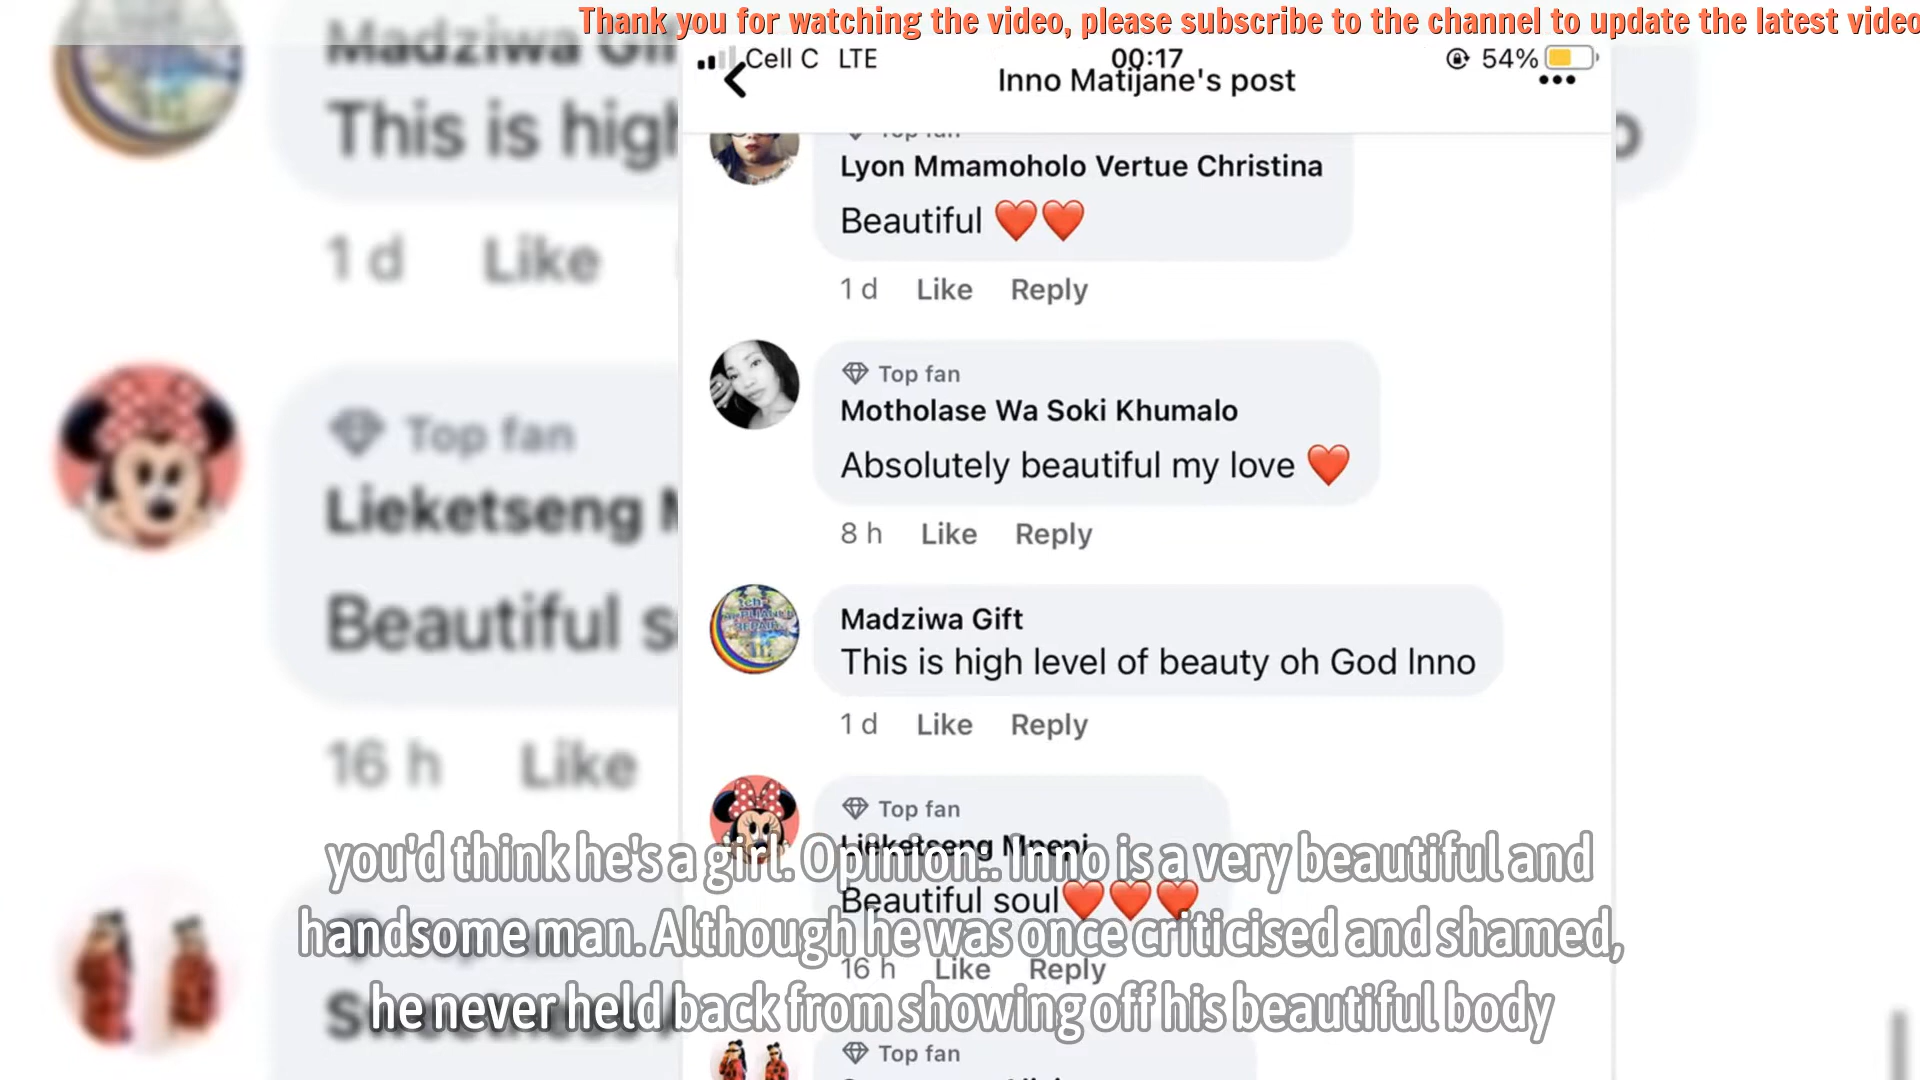 Thank you for watching the video, please subscribe to the channel to update the latest video
Cell C LTE 00:17 54%
Inno Matijane's post
Top fan
Lyon Mmamoholo Vertue Christina
Beautiful ❤️❤️
1 d Like Reply
Top fan
Motholase Wa Soki Khumalo
Absolutely beautiful my love ❤️
8 h Like Reply
Madziwa Gift
This is high level of beauty oh God Inno
1 d Like Reply
Top fan
Lieketseng
Beautiful soul❤️❤️❤️
16 h Like Reply
Top fan
Madziwa
This is high
1 d Like
Top fan
Lieketseng
Beautiful s
16 h Like
you'd think he's a girl. Opinion:. Inno is a very beautiful and
handsome man. Although he was once criticised and shamed,
he never held back from showing off his beautiful body